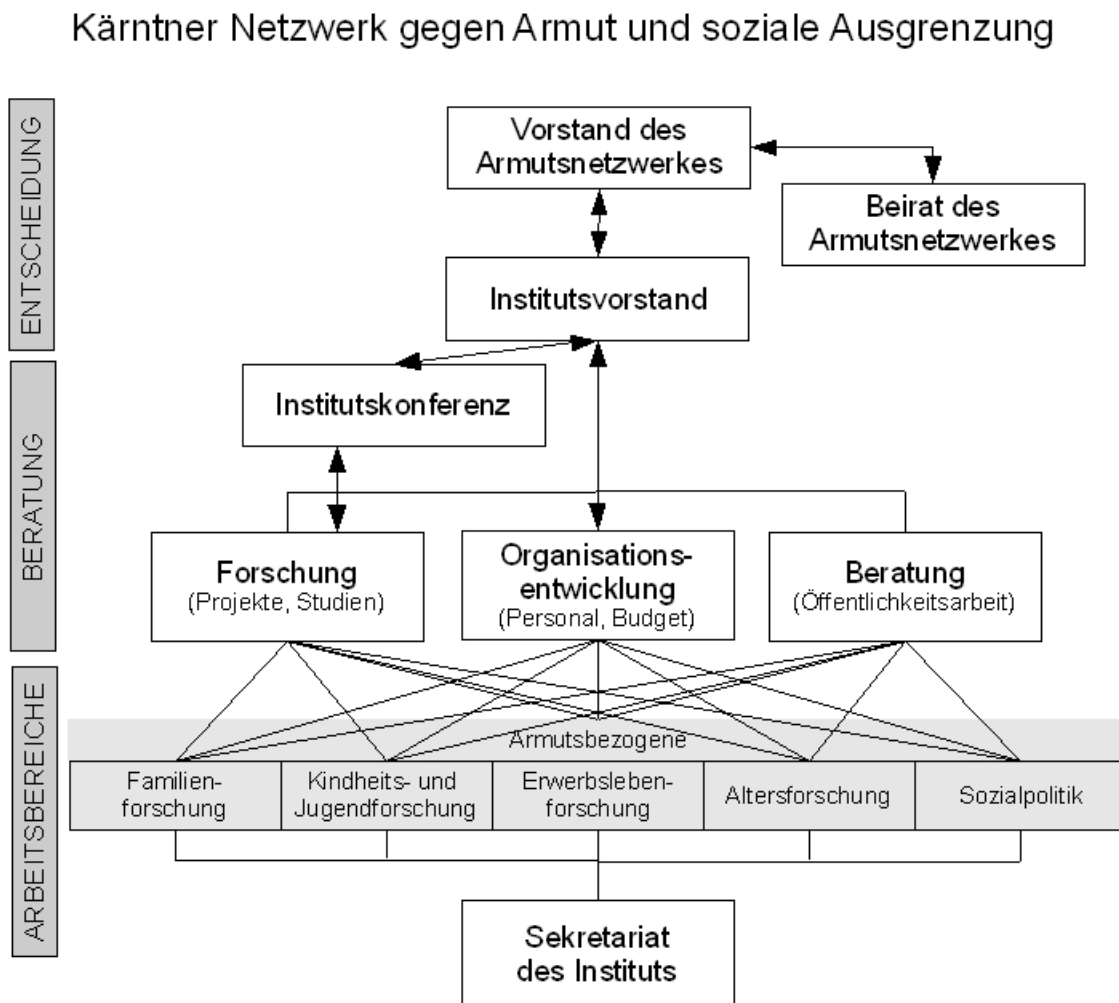 Kärntner Netzwerk gegen Armut und soziale Ausgrenzung
ENTSCHEIDUNG
Vorstand des
Armutsnetzwerkes
Beirat des
Armutsnetzwerkes
Institutsvorstand
BERATUNG
Institutskonferenz
Forschung
(Projekte, Studien)
Organisations-
entwicklung
(Personal, Budget)
Beratung
(Öffentlichkeitsarbeit)
ARBEITSBEREICHE
Armutsbezogene
Familien-
forschung
Kindheits- und
Jugendforschung
Erwerbsleben-
forschung
Altersforschung
Sozialpolitik
Sekretariat
des Instituts